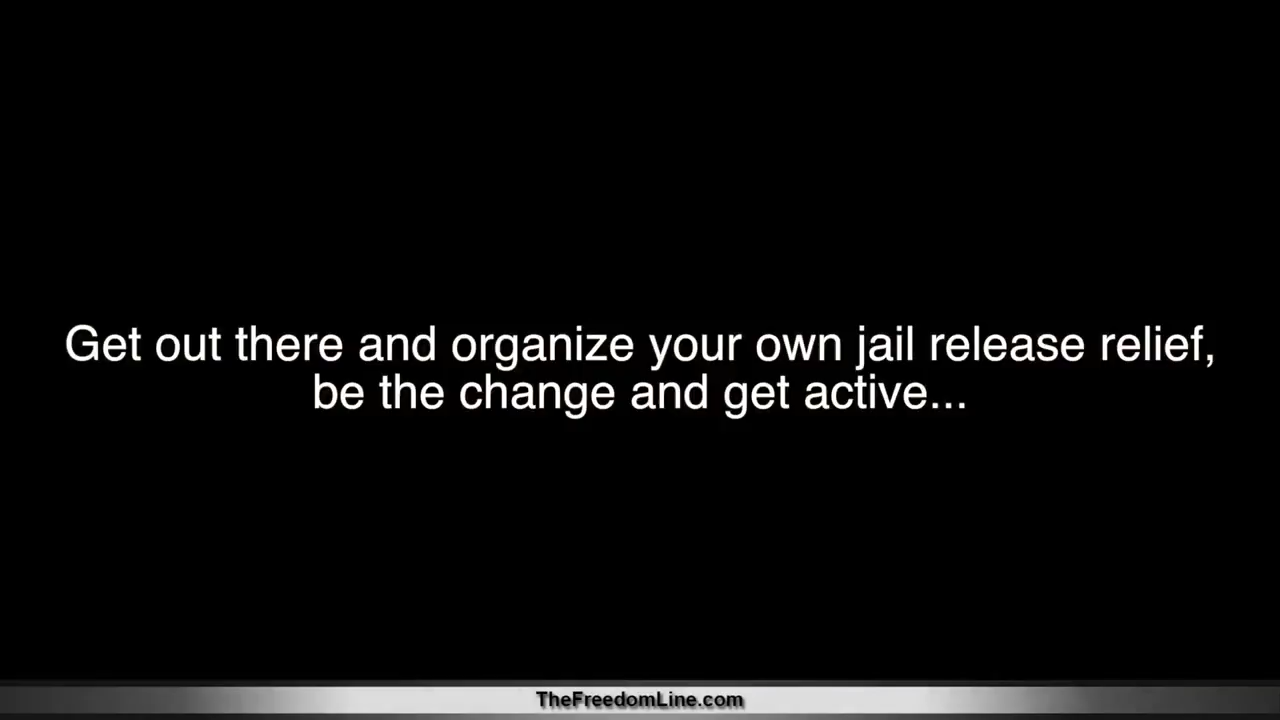 Get out there and organize your own jail release relief,
be the change and get active...
TheFreedomLine.com